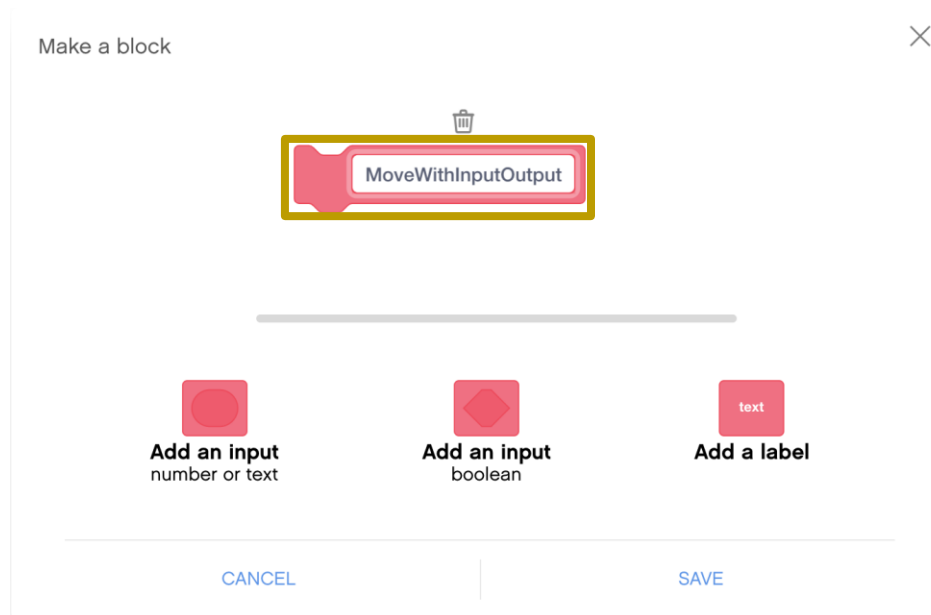 Make a block
MoveWithInputOutput
text
Add an input
number or text
Add an input
boolean
Add a label
CANCEL
SAVE